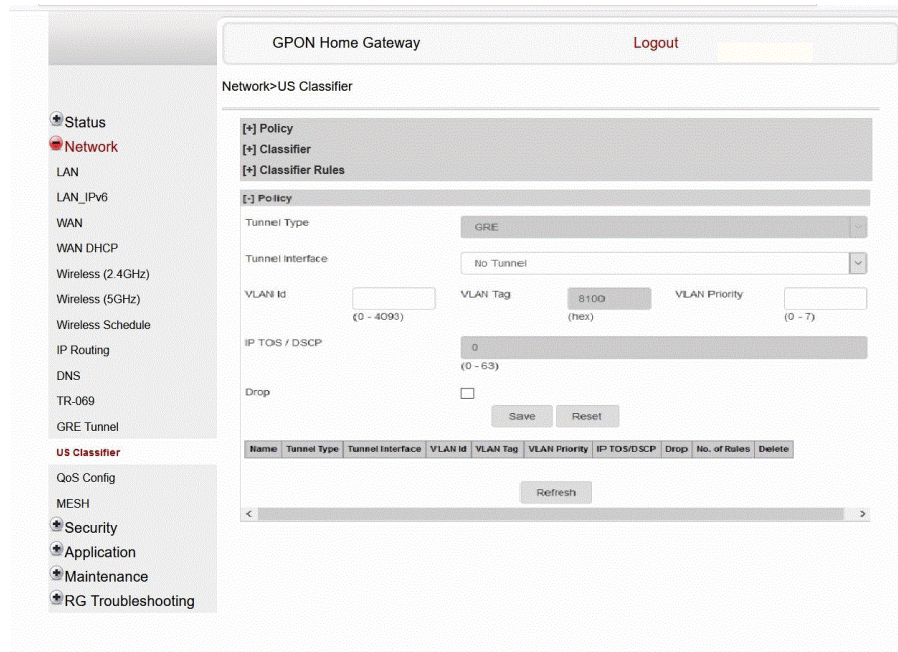 GPON Home Gateway
Logout
Network>US Classifier
Status
Network
LAN
LAN_IPv6
WAN
WAN DHCP
Wireless (2.4GHz)
Wireless (5GHz)
Wireless Schedule
IP Routing
DNS
TR-069
GRE Tunnel
US Classifier
QoS Config
MESH
Security
Application
Maintenance
RG Troubleshooting
[+] Policy
[+] Classifier
[+] Classifier Rules
[-] Policy
Tunnel Type
GRE
Tunnel Interface
No Tunnel
VLAN Id
(0 - 4093)
VLAN Tag
8100
(hex)
VLAN Priority
(0 - 7)
IP TOS / DSCP
0
(0 - 63)
Drop
Save Reset
Name Tunnel Type Tunnel Interface VLAN Id VLAN Tag VLAN Priority IP TOS/DSCP Drop No. of Rules Delete
Refresh